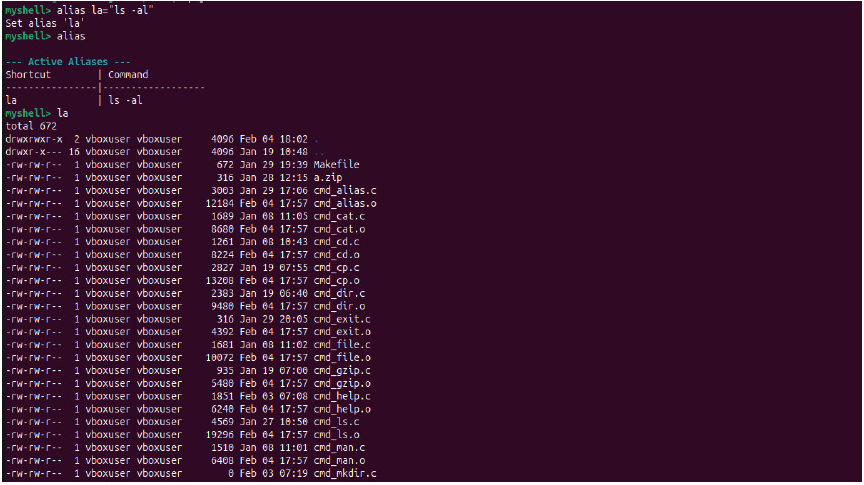 myshell> alias la="ls -al"
Set alias 'la'
myshell> alias
--- Active Aliases ---
Shortcut        | Command
----------------|------------------
la              | ls -al
myshell> la
total 672
drwxrwxr-x  2 vboxuser vboxuser     4096 Feb 04 18:02 .
drwxr-x--- 16 vboxuser vboxuser     4096 Jan 19 10:48 ..
-rw-rw-r--  1 vboxuser vboxuser      672 Jan 29 19:39 Makefile
-rw-rw-r--  1 vboxuser vboxuser      316 Jan 28 12:15 a.zip
-rw-rw-r--  1 vboxuser vboxuser     3003 Jan 29 17:06 cmd_alias.c
-rw-rw-r--  1 vboxuser vboxuser    12184 Feb 04 17:57 cmd_alias.o
-rw-rw-r--  1 vboxuser vboxuser     1689 Jan 08 11:05 cmd_cat.c
-rw-rw-r--  1 vboxuser vboxuser     8680 Feb 04 17:57 cmd_cat.o
-rw-rw-r--  1 vboxuser vboxuser     1261 Jan 08 10:43 cmd_cd.c
-rw-rw-r--  1 vboxuser vboxuser     8224 Feb 04 17:57 cmd_cd.o
-rw-rw-r--  1 vboxuser vboxuser     2827 Jan 19 07:55 cmd_cp.c
-rw-rw-r--  1 vboxuser vboxuser    13208 Feb 04 17:57 cmd_cp.o
-rw-rw-r--  1 vboxuser vboxuser     2383 Jan 19 06:40 cmd_dir.c
-rw-rw-r--  1 vboxuser vboxuser     9480 Feb 04 17:57 cmd_dir.o
-rw-rw-r--  1 vboxuser vboxuser      316 Jan 29 20:05 cmd_exit.c
-rw-rw-r--  1 vboxuser vboxuser     4392 Feb 04 17:57 cmd_exit.o
-rw-rw-r--  1 vboxuser vboxuser     1681 Jan 08 11:02 cmd_file.c
-rw-rw-r--  1 vboxuser vboxuser    10072 Feb 04 17:57 cmd_file.o
-rw-rw-r--  1 vboxuser vboxuser      935 Jan 19 07:00 cmd_gzip.c
-rw-rw-r--  1 vboxuser vboxuser     5480 Feb 04 17:57 cmd_gzip.o
-rw-rw-r--  1 vboxuser vboxuser     1851 Feb 03 07:08 cmd_help.c
-rw-rw-r--  1 vboxuser vboxuser     6240 Feb 04 17:57 cmd_help.o
-rw-rw-r--  1 vboxuser vboxuser     4569 Jan 27 10:50 cmd_ls.c
-rw-rw-r--  1 vboxuser vboxuser    19296 Feb 04 17:57 cmd_ls.o
-rw-rw-r--  1 vboxuser vboxuser     1510 Jan 08 11:01 cmd_man.c
-rw-rw-r--  1 vboxuser vboxuser     6408 Feb 04 17:57 cmd_man.o
-rw-rw-r--  1 vboxuser vboxuser        0 Feb 03 07:19 cmd_mkdir.c